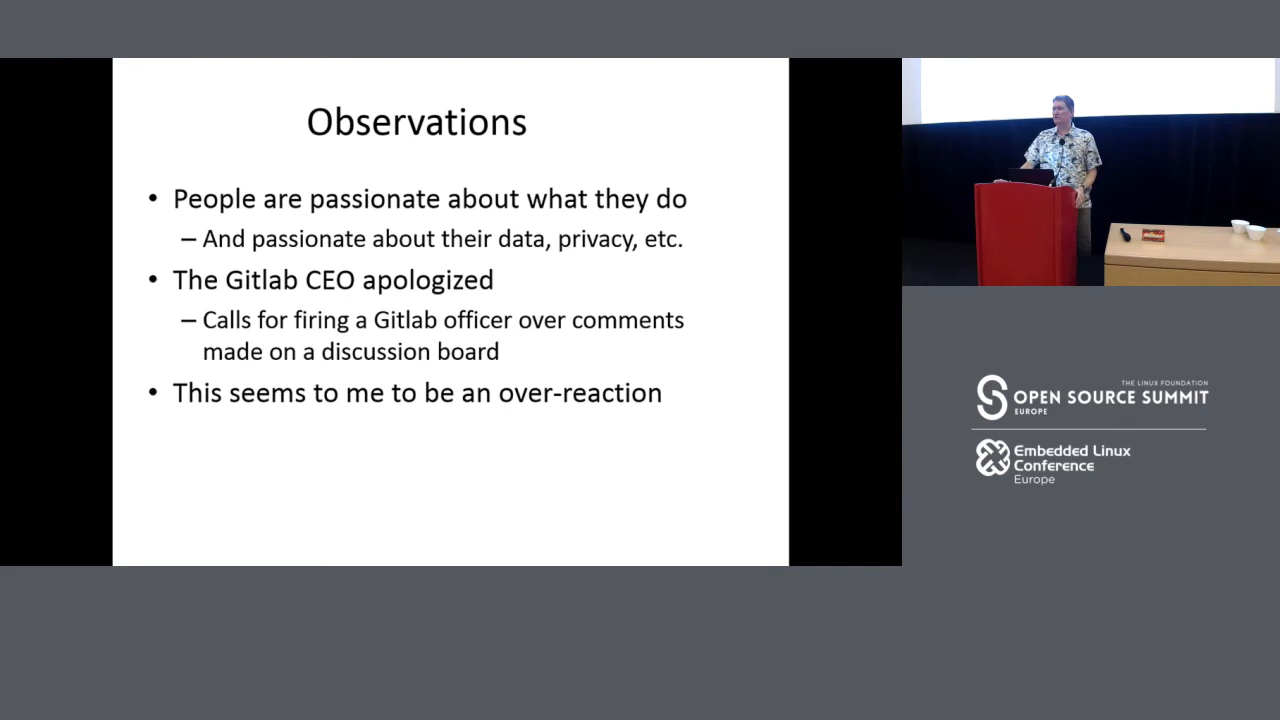 Observations
• People are passionate about what they do
– And passionate about their data, privacy, etc.
• The Gitlab CEO apologized
– Calls for firing a Gitlab officer over comments
made on a discussion board
• This seems to me to be an over-reaction
THE LINUX FOUNDATION
OPEN SOURCE SUMMIT
EUROPE
Embedded Linux
Conference
Europe